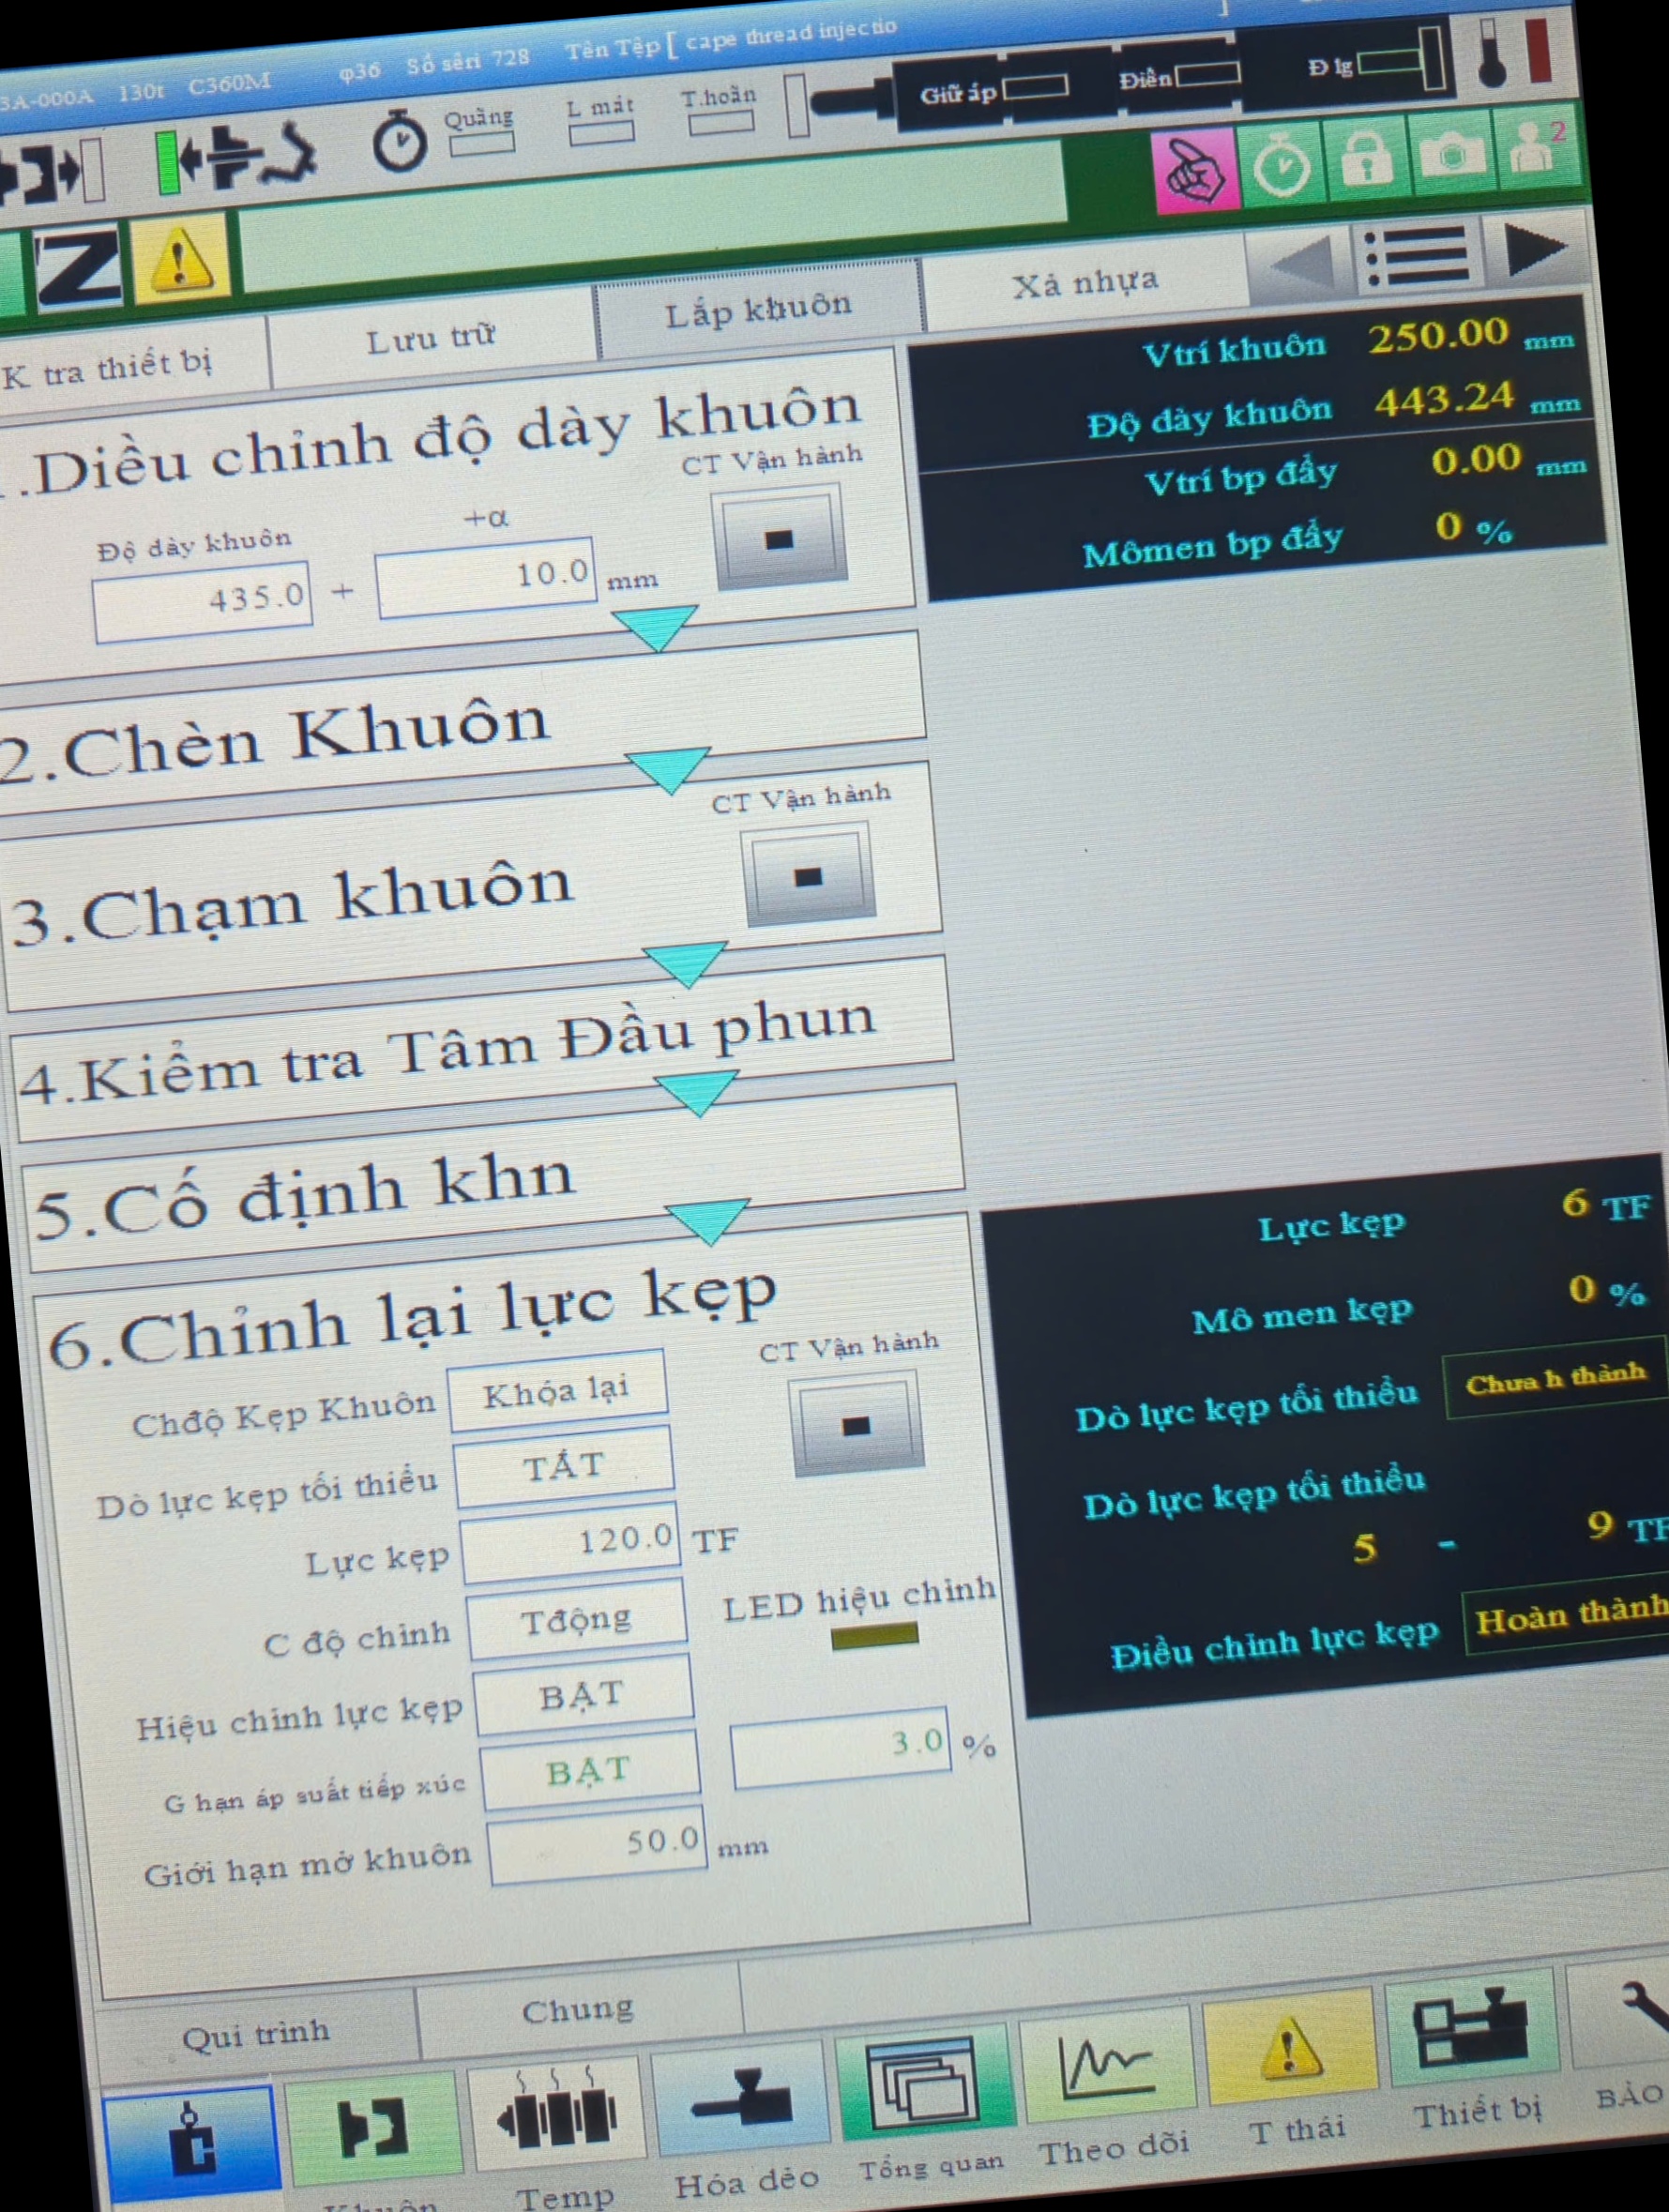 3A-000A 130t C360M φ36 Số sêri 728 Tên Tệp [ cape thread injectio ]
Quãng L mát T.hoãn Giữ áp Điền Đ lg
2
K tra thiết bị Lưu trữ Lắp khuôn Xả nhựa
Vtrí khuôn 250.00 mm
Độ dày khuôn 443.24 mm
Vtrí bp đẩy 0.00 mm
Mômen bp đẩy 0 %
1.Diều chỉnh độ dày khuôn
CT Vận hành
Độ dày khuôn +α
435.0 + 10.0 mm
2.Chèn Khuôn
CT Vận hành
3.Chạm khuôn
4.Kiểm tra Tâm Đầu phun
5.Cố định khn
6.Chỉnh lại lực kẹp
CT Vận hành
Chđộ Kẹp Khuôn Khóa lại
Dò lực kẹp tối thiểu TẮT
Lực kẹp 120.0 TF
C độ chỉnh Tđộng
LED hiệu chỉnh
Hiệu chỉnh lực kẹp BẬT
G hạn áp suất tiếp xúc BẬT 3.0 %
Giới hạn mở khuôn 50.0 mm
Lực kẹp 6 TF
Mô men kẹp 0 %
Dò lực kẹp tối thiểu Chưa h thành
Dò lực kẹp tối thiểu
5 - 9 TF
Điều chỉnh lực kẹp Hoàn thành
Qui trình Chung
Khuôn Temp Hóa dẻo Tổng quan Theo dõi T thái Thiết bị BẢO